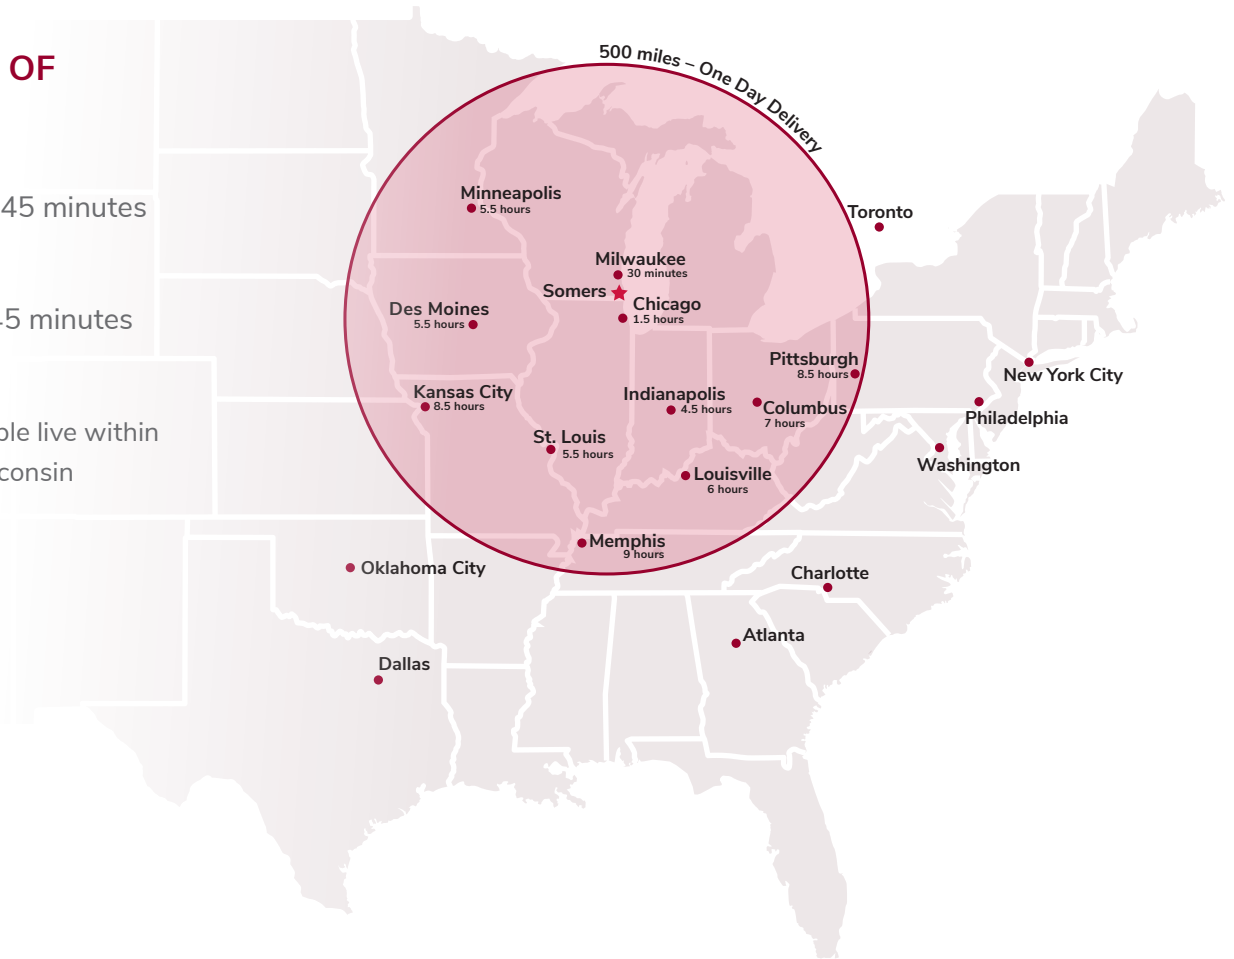 OF
45 minutes
45 minutes
ple live within
consin
500 miles – One Day Delivery
Minneapolis
5.5 hours
Toronto
Milwaukee
30 minutes
Somers
Chicago
1.5 hours
Des Moines
5.5 hours
Pittsburgh
8.5 hours
New York City
Kansas City
8.5 hours
Indianapolis
4.5 hours
Columbus
7 hours
Philadelphia
St. Louis
5.5 hours
Washington
Louisville
6 hours
Memphis
9 hours
Oklahoma City
Charlotte
Atlanta
Dallas